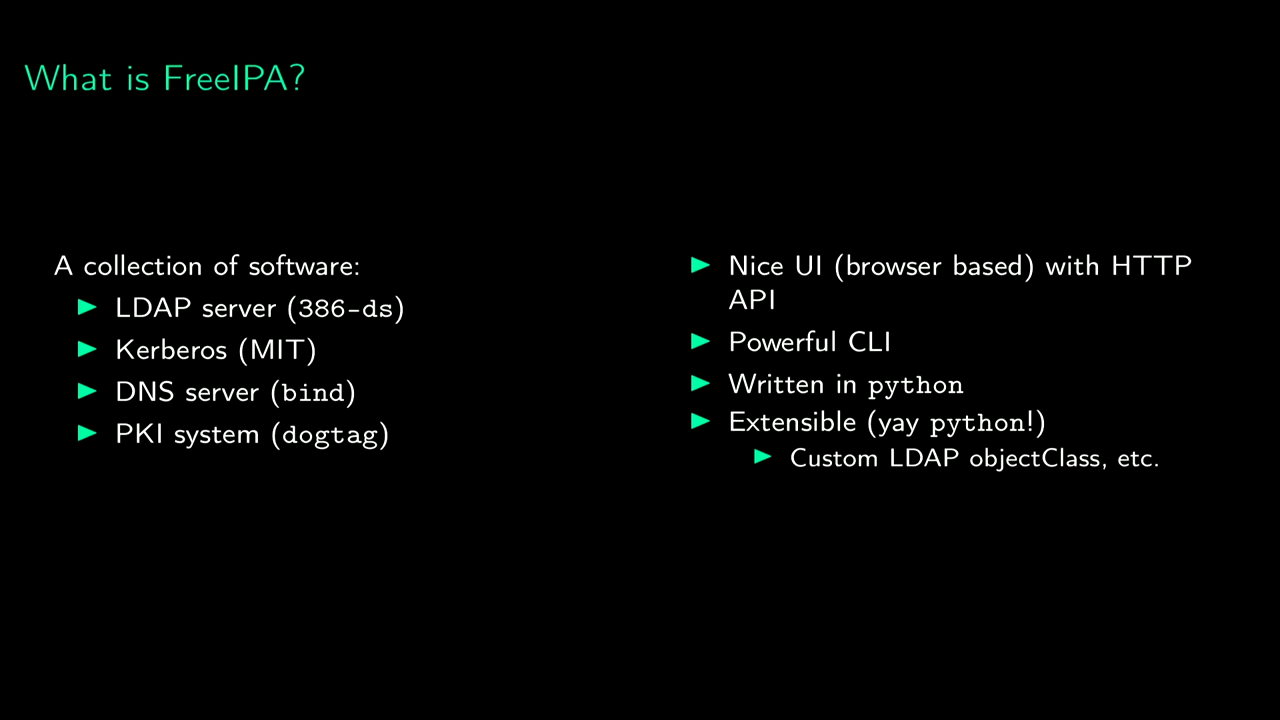 What is FreeIPA?
A collection of software:
LDAP server (386-ds)
Kerberos (MIT)
DNS server (bind)
PKI system (dogtag)
Nice UI (browser based) with HTTP
API
Powerful CLI
Written in python
Extensible (yay python!)
Custom LDAP objectClass, etc.